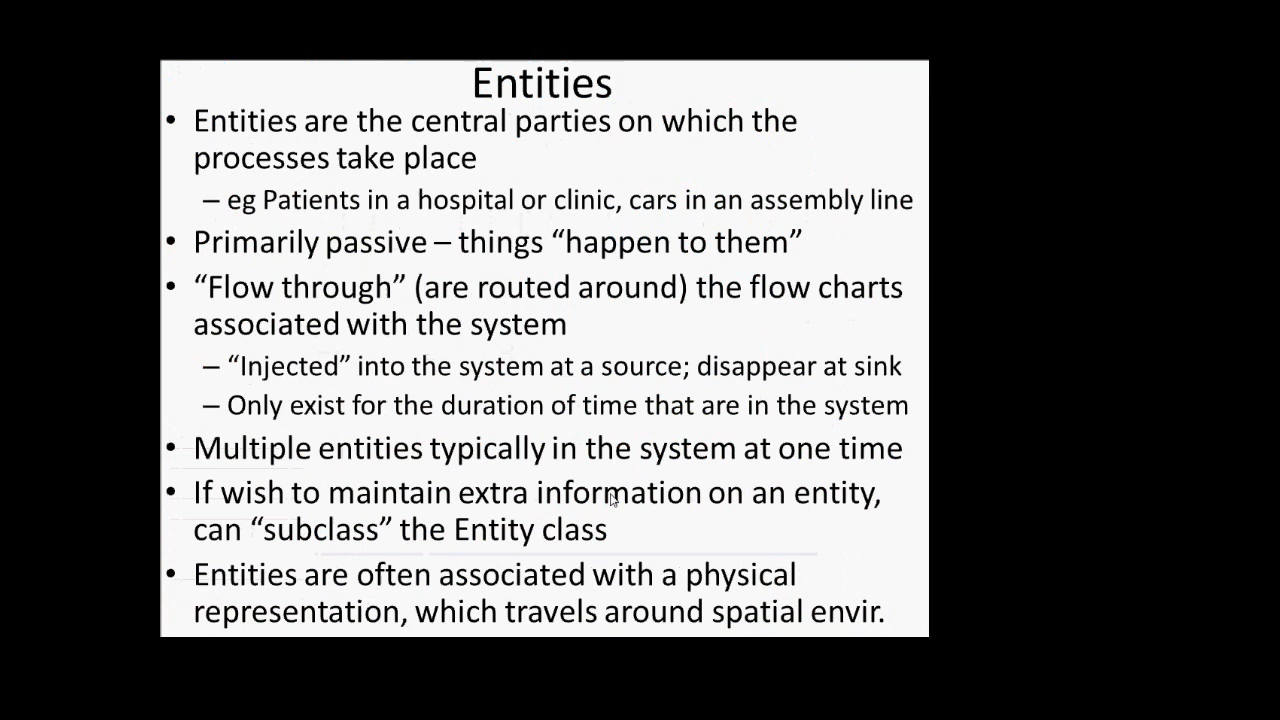 Entities
• Entities are the central parties on which the
processes take place
– eg Patients in a hospital or clinic, cars in an assembly line
• Primarily passive – things “happen to them”
• “Flow through” (are routed around) the flow charts
associated with the system
– “Injected” into the system at a source; disappear at sink
– Only exist for the duration of time that are in the system
• Multiple entities typically in the system at one time
• If wish to maintain extra information on an entity,
can “subclass” the Entity class
• Entities are often associated with a physical
representation, which travels around spatial envir.